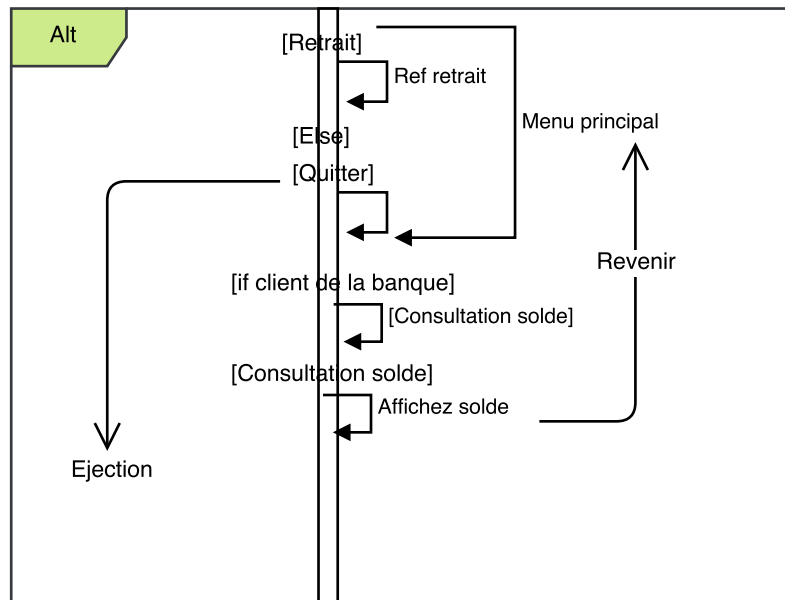 Alt
[Retrait]
Ref retrait
[Else]
Menu principal
[Quitter]
Revenir
[if client de la banque]
[Consultation solde]
[Consultation solde]
Affichez solde
Ejection